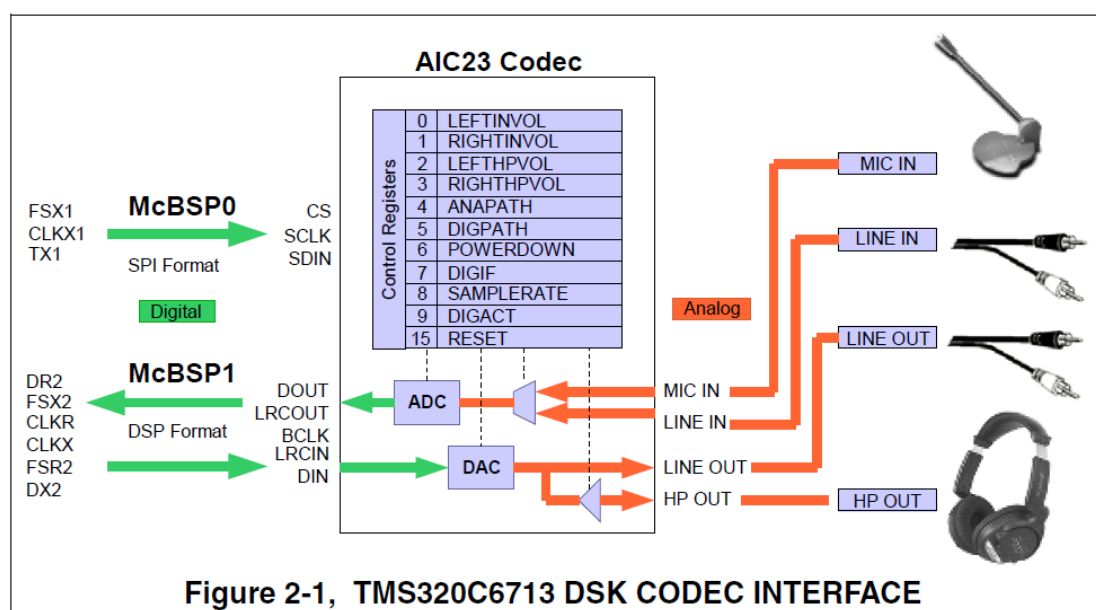 AIC23 Codec
Control Registers
0 LEFTINVOL
1 RIGHTINVOL
2 LEFTHPVOL
3 RIGHTHPVOL
4 ANAPATH
5 DIGPATH
6 POWERDOWN
7 DIGIF
8 SAMPLERATE
9 DIGACT
15 RESET
FSX1
CLKX1
TX1
McBSP0
SPI Format
CS
SCLK
SDIN
Digital
Analog
DR2
FSX2
CLKR
CLKX
FSR2
DX2
McBSP1
DSP Format
DOUT
LRCOUT
BCLK
LRCIN
DIN
ADC
DAC
MIC IN
LINE IN
LINE OUT
HP OUT
MIC IN
LINE IN
LINE OUT
HP OUT
Figure 2-1, TMS320C6713 DSK CODEC INTERFACE